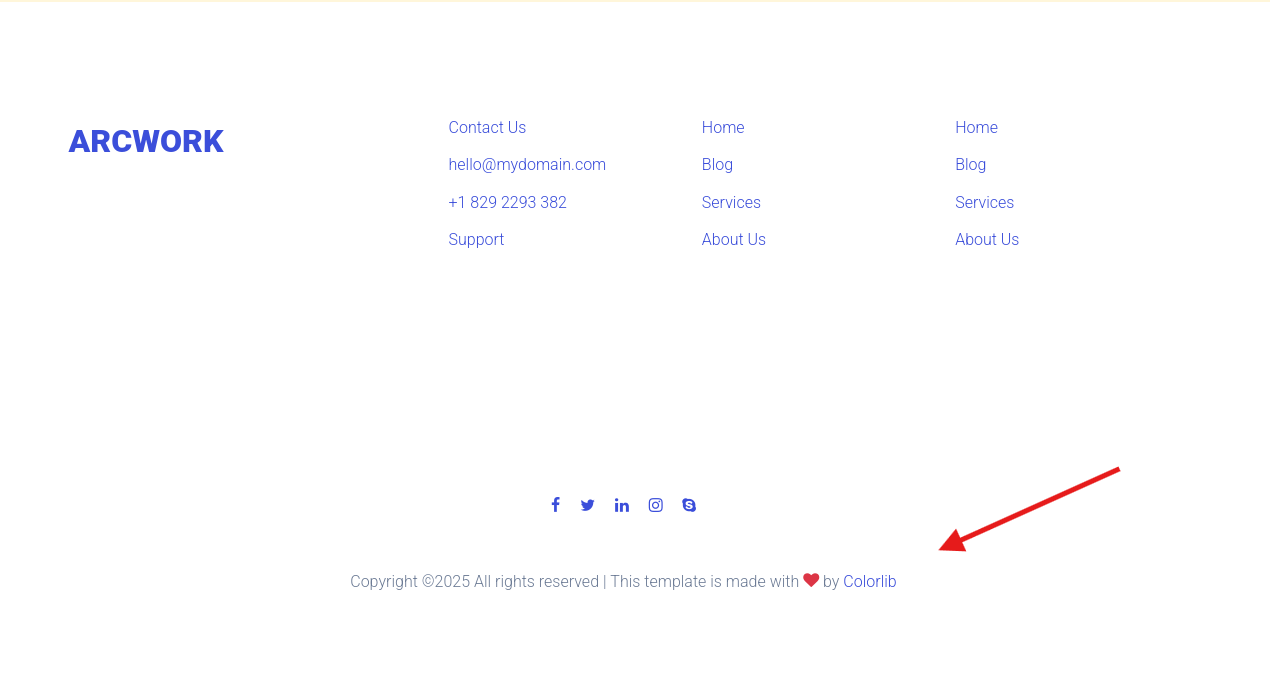 ARCWORK
Contact Us
hello@mydomain.com
+1 829 2293 382
Support
Home
Blog
Services
About Us
Home
Blog
Services
About Us
Copyright ©2025 All rights reserved | This template is made with ❤ by Colorlib